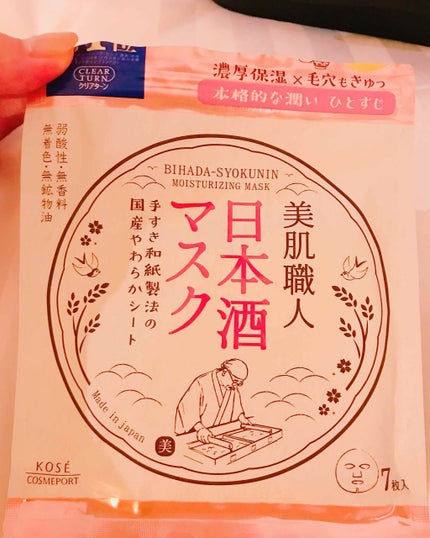 1位
CLEAR
TURN
クリアターン
濃厚保湿×毛穴もきゅっ
本格的な潤い ひとすじ
弱酸性・無香料
無着色・無鉱物油
BIHADA-SYOKUNIN
MOISTURIZING MASK
美肌職人
日本酒
マスク
手すき和紙製法の
国産やわらかシート
Made in japan
美
KOSÉ
COSMEPORT
7枚入